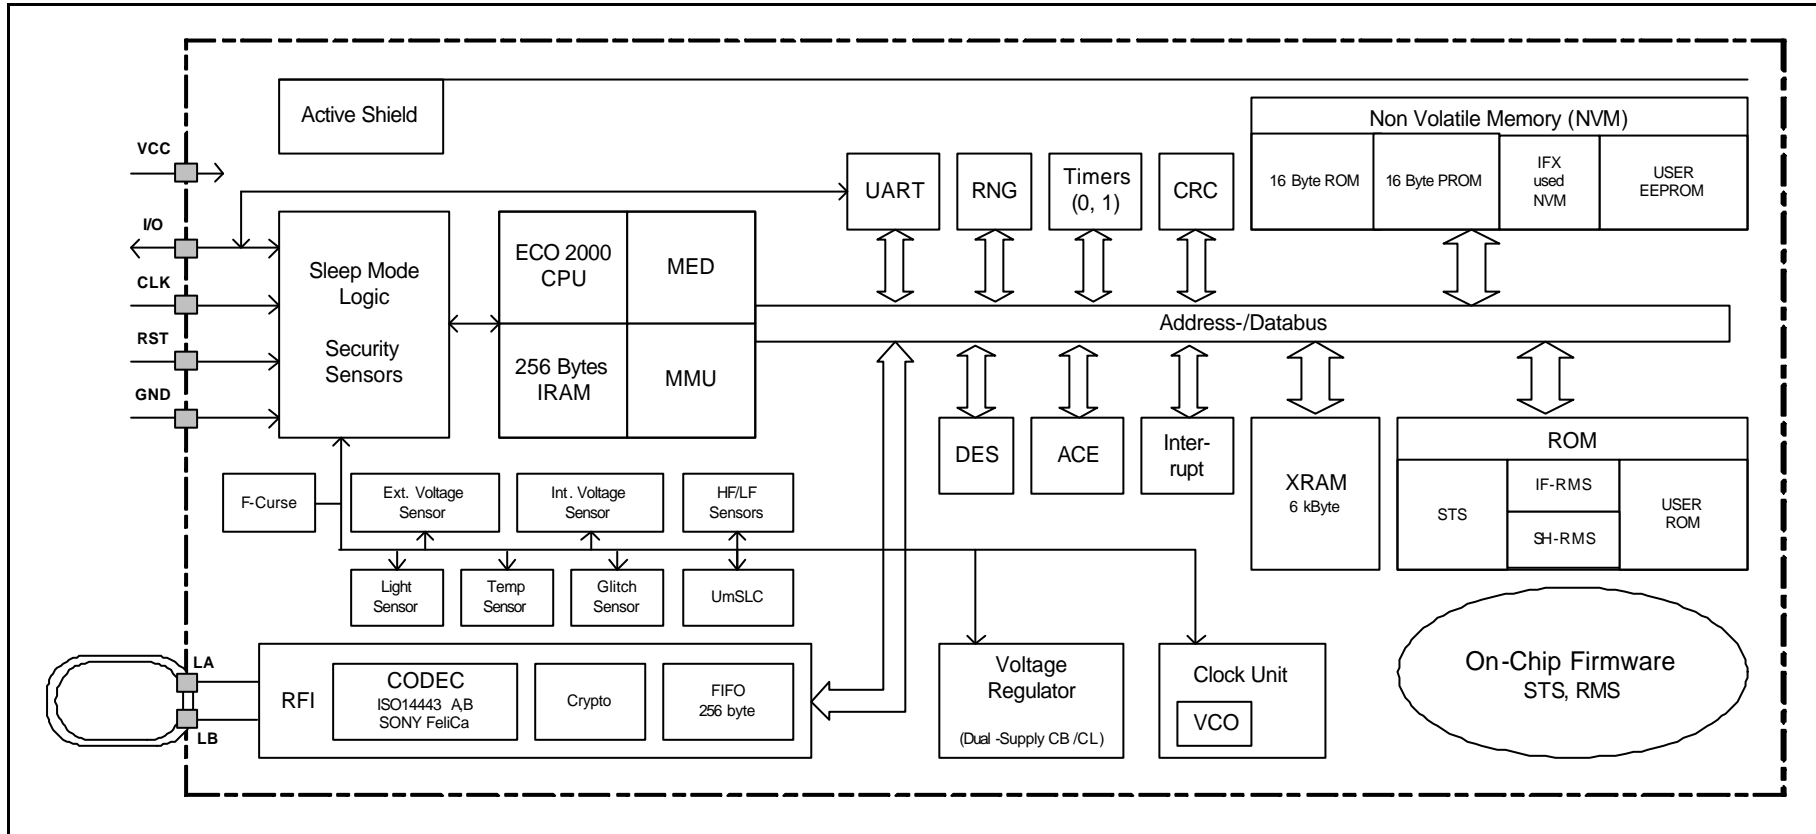 Active Shield
Non Volatile Memory (NVM)
16 Byte ROM
16 Byte PROM
IFX
used
NVM
USER
EEPROM
VCC
I/O
CLK
RST
GND
UART
RNG
Timers
(0, 1)
CRC
Sleep Mode
Logic
Security
Sensors
ECO 2000
CPU
MED
256 Bytes
IRAM
MMU
Address-/Databus
DES
ACE
Inter-
rupt
XRAM
6 kByte
ROM
STS
IF-RMS
SH-RMS
USER
ROM
F-Curse
Ext. Voltage
Sensor
Int. Voltage
Sensor
HF/LF
Sensors
Light
Sensor
Temp
Sensor
Glitch
Sensor
UmSLC
LA
LB
RFI
CODEC
ISO14443 A,B
SONY FeliCa
Crypto
FIFO
256 byte
Voltage
Regulator
(Dual -Supply CB /CL)
Clock Unit
VCO
On-Chip Firmware
STS, RMS